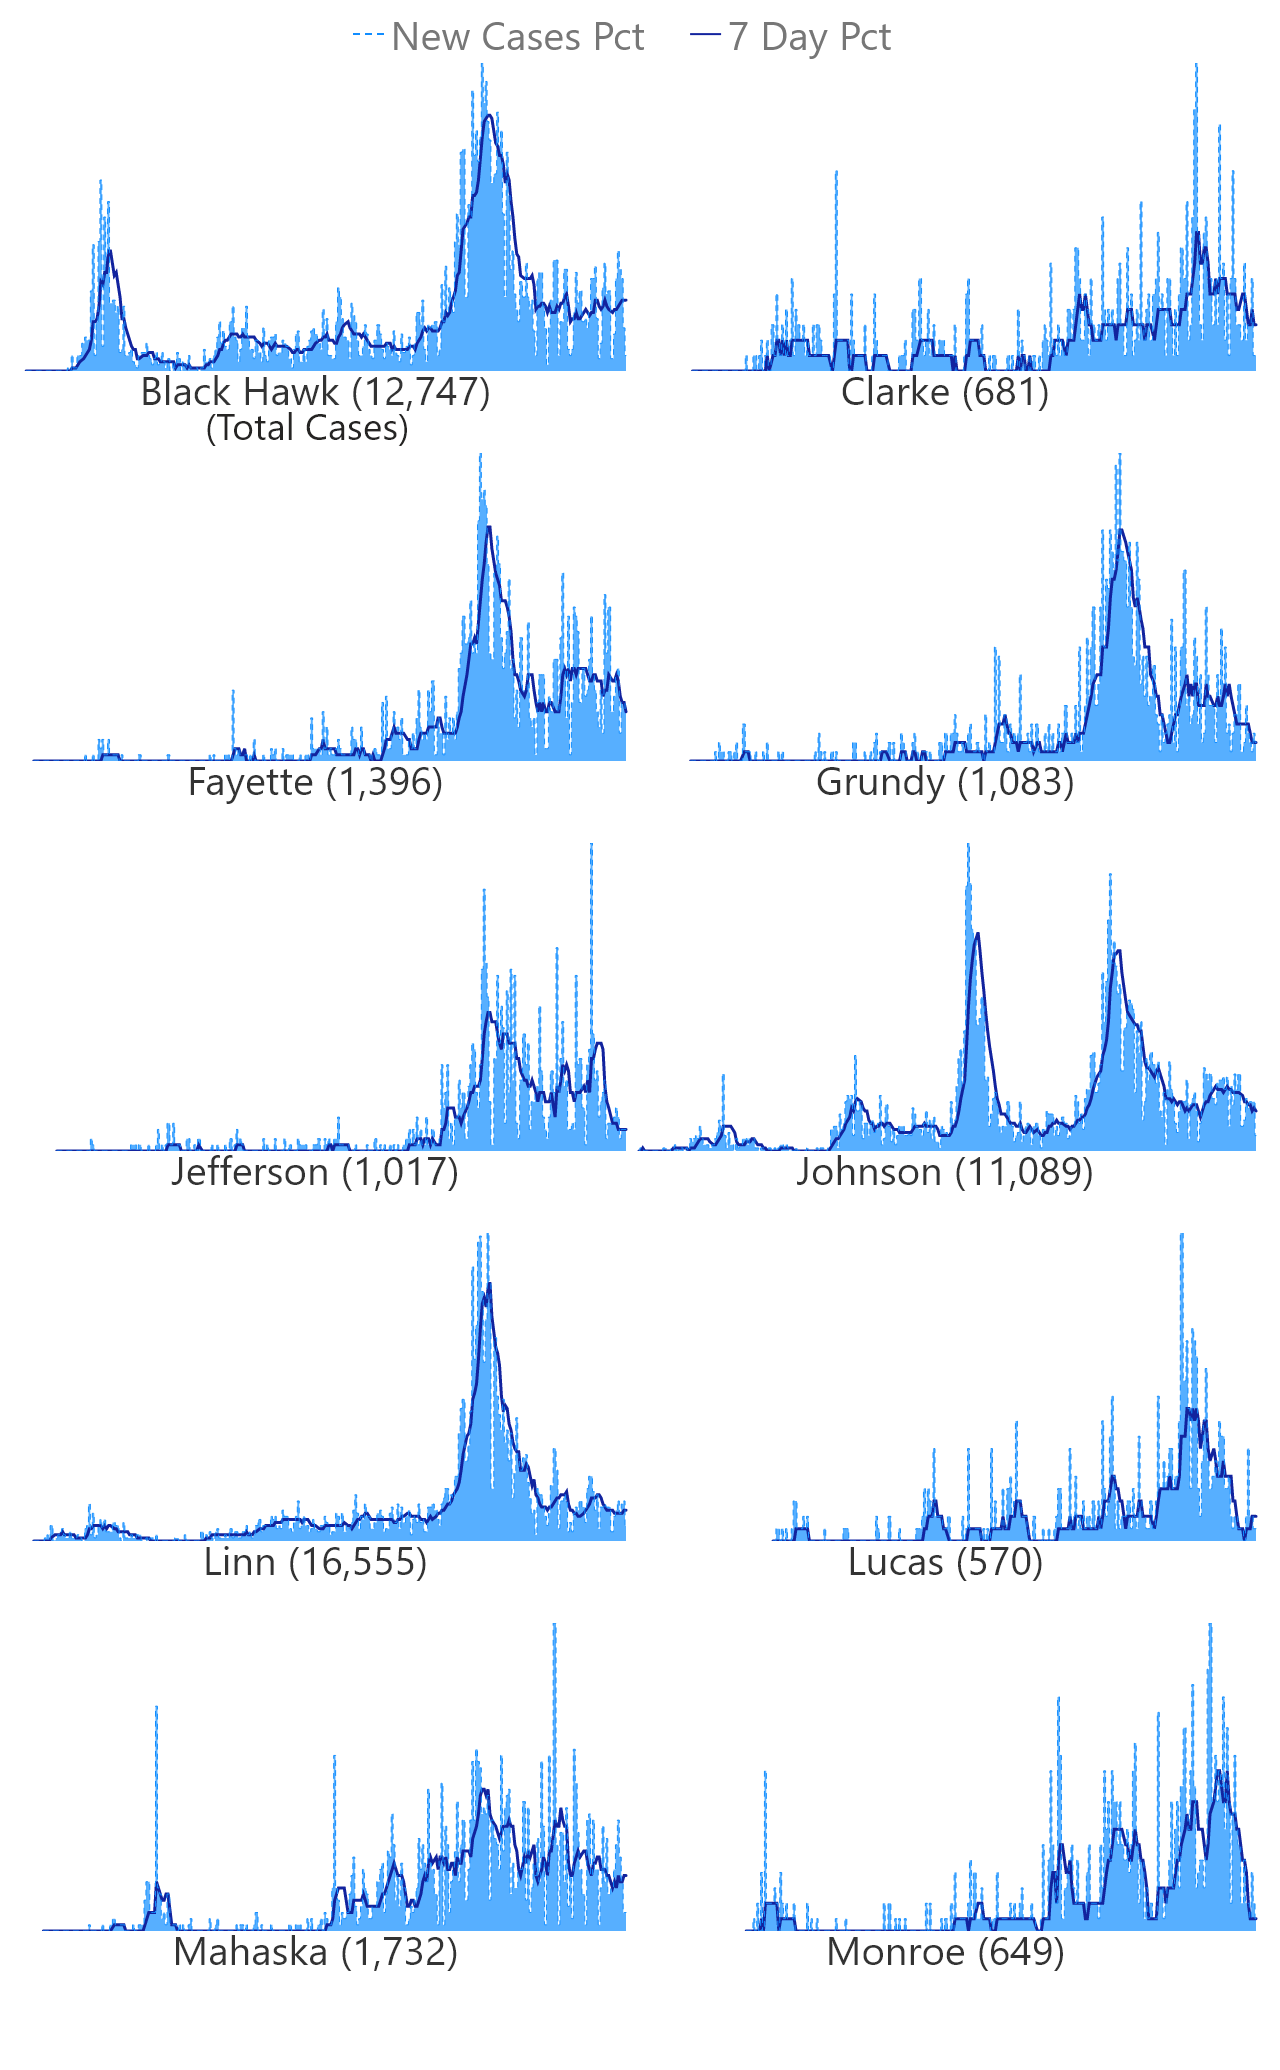 New Cases Pct 7 Day Pct
Black Hawk (12,747)
(Total Cases)
Clarke (681)
Fayette (1,396)
Grundy (1,083)
Jefferson (1,017)
Johnson (11,089)
Linn (16,555)
Lucas (570)
Mahaska (1,732)
Monroe (649)